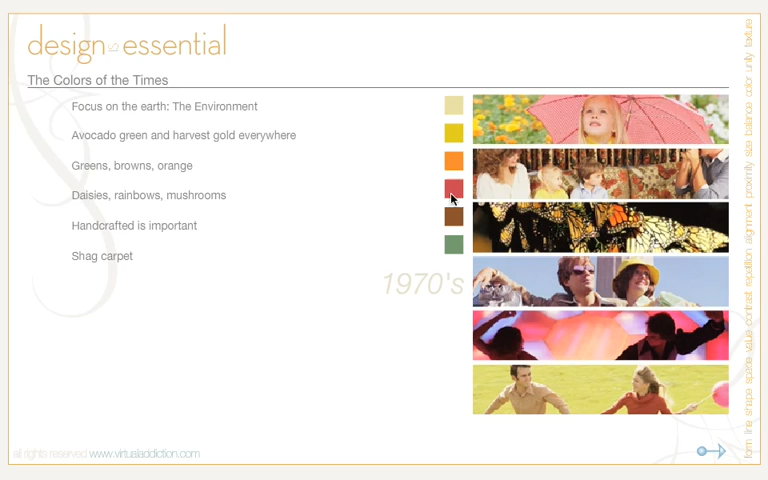 design is essential
The Colors of the Times
Focus on the earth: The Environment
Avocado green and harvest gold everywhere
Greens, browns, orange
Daisies, rainbows, mushrooms
Handcrafted is important
Shag carpet
1970's
form line shape space value contrast repetition alignment proximity size balance color unity texture
all rights reserved www.virtualaddiction.com